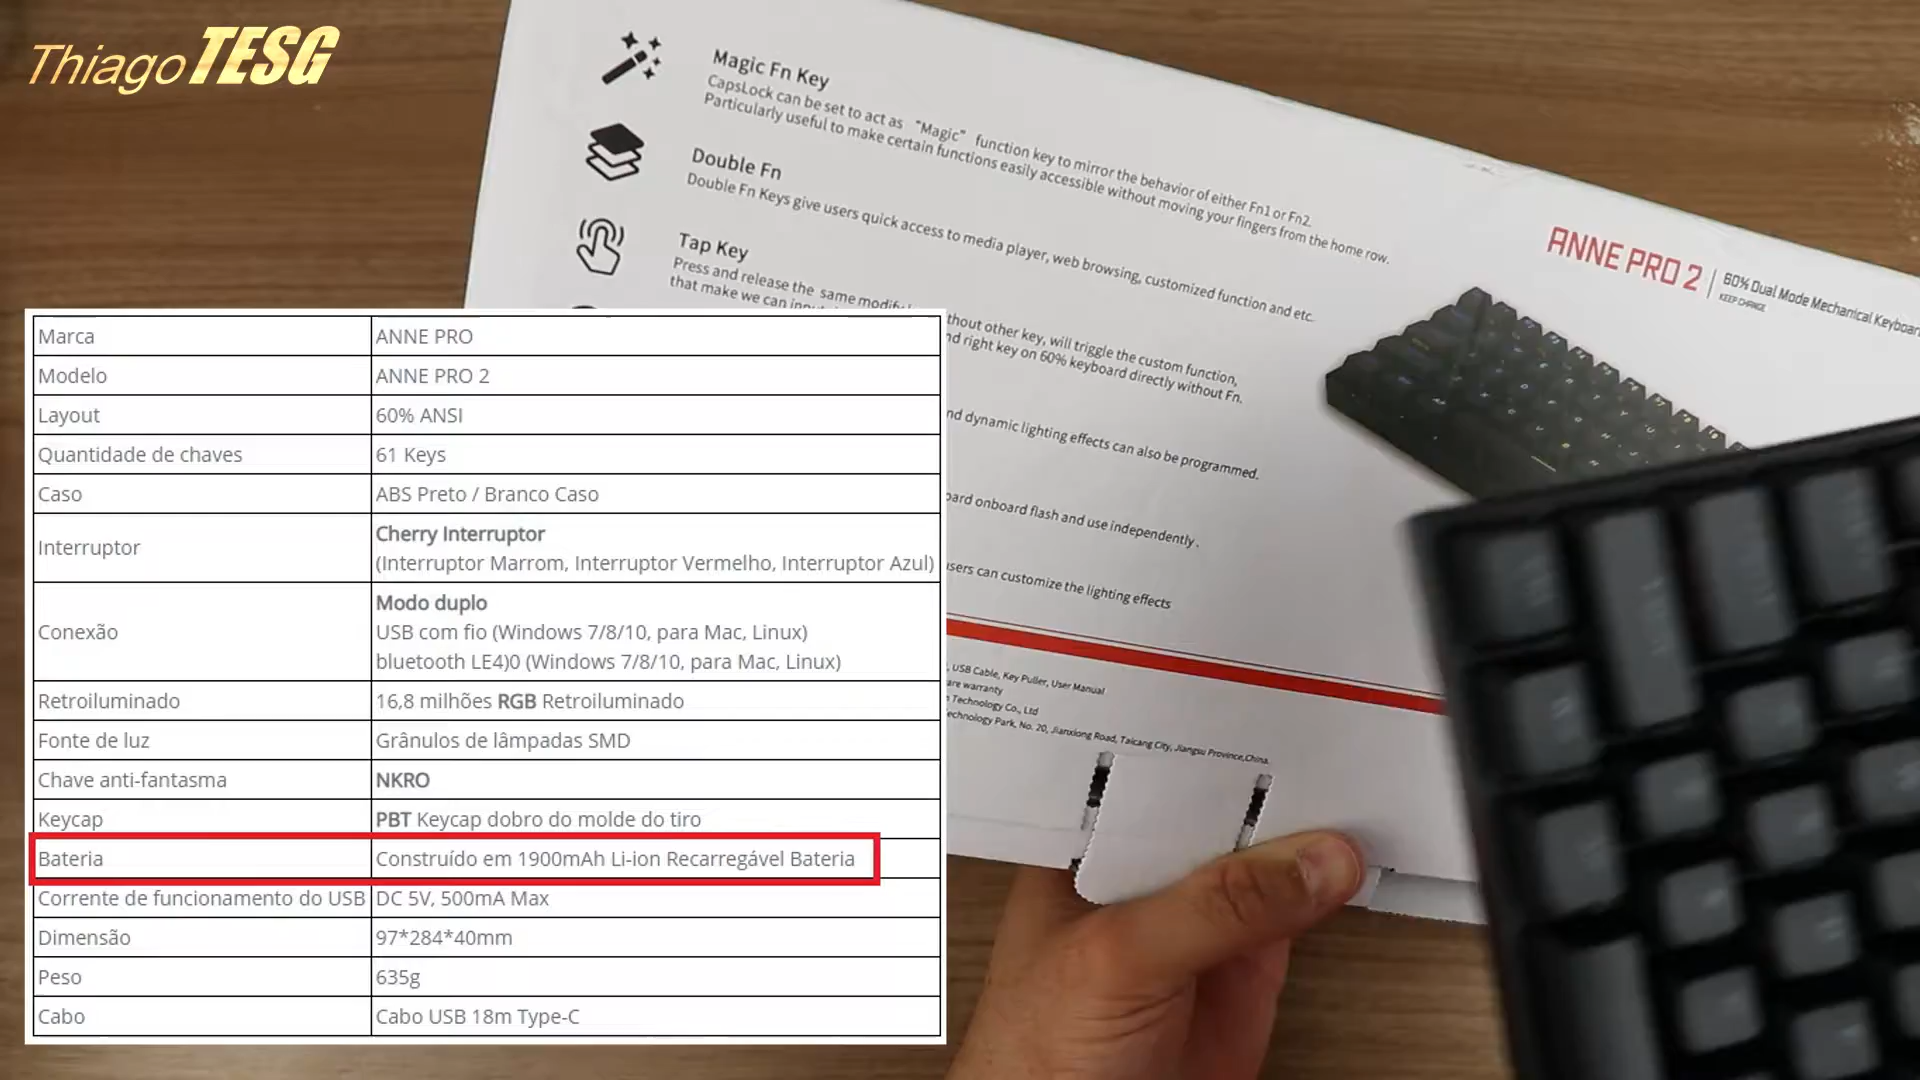 ThiagoTESG
Magic Fn Key
CapsLock can be set to act as "Magic" function key to mirror the behavior of either Fn1 or Fn2.
Particularly useful to make certain functions easily accessible without moving your fingers from the home row.
Double Fn
Double Fn Keys give users quick access to media player, web browsing, customized function and etc.
Tap Key
Press and release the same modif
thout other key, will trigger the custom function,
that make we can inp
nd right key on 60% keyboard directly without Fn.
nd dynamic lighting effects can also be programmed.
ard onboard flash and use independently.
sers can customize the lighting effects
, USB Cable, Key Puller, User Manual
are warranty
Technology Co., Ltd
echnology Park, No. 20, Jianxiong Road, Taicang City, Jiangsu Province,China.
ANNE PRO 2
60% Dual Mode Mechanical Keyboar
KEEP CHANGE
Marca ANNE PRO
Modelo ANNE PRO 2
Layout 60% ANSI
Quantidade de chaves 61 Keys
Caso ABS Preto / Branco Caso
Interruptor Cherry Interruptor
(Interruptor Marrom, Interruptor Vermelho, Interruptor Azul)
Conexão Modo duplo
USB com fio (Windows 7/8/10, para Mac, Linux)
bluetooth LE4)0 (Windows 7/8/10, para Mac, Linux)
Retroiluminado 16,8 milhões RGB Retroiluminado
Fonte de luz Grânulos de lâmpadas SMD
Chave anti-fantasma NKRO
Keycap PBT Keycap dobro do molde do tiro
Bateria Construído em 1900mAh Li-ion Recarregável Bateria
Corrente de funcionamento do USB DC 5V, 500mA Max
Dimensão 97*284*40mm
Peso 635g
Cabo Cabo USB 18m Type-C